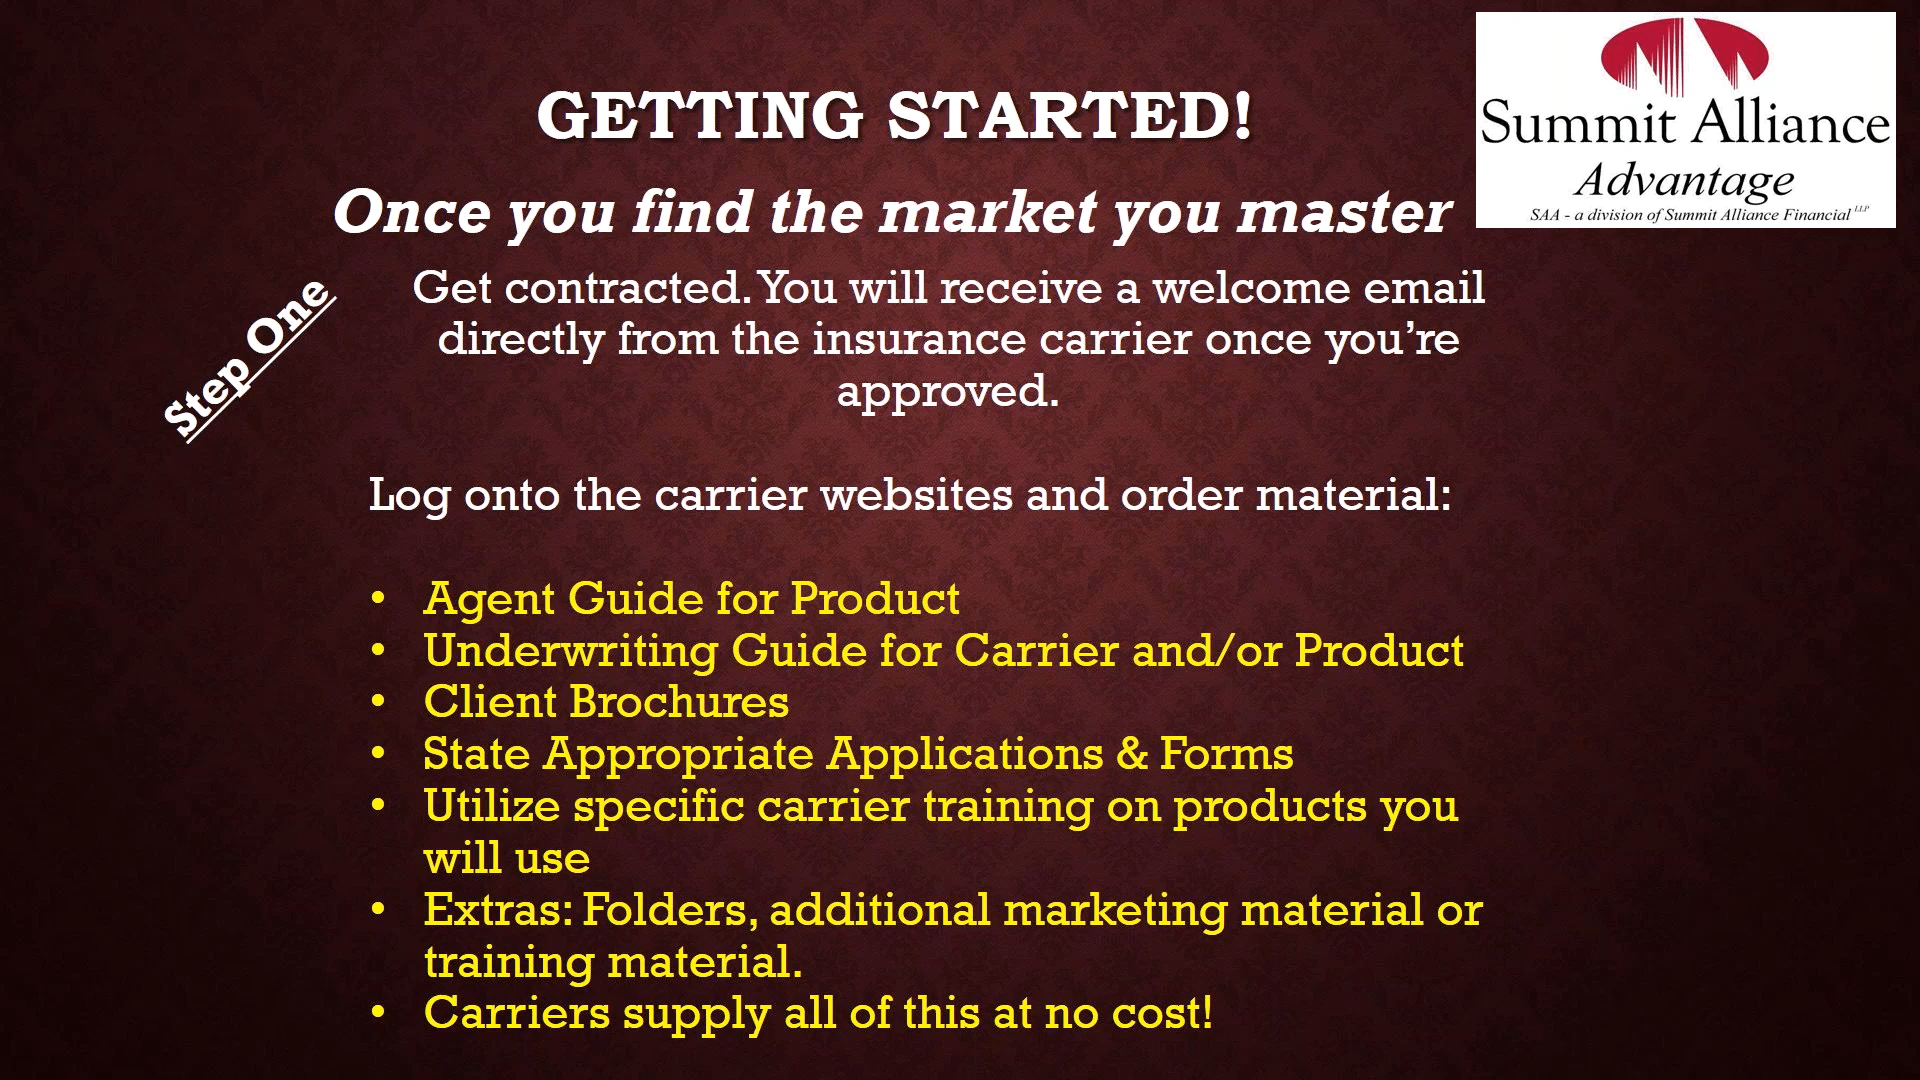 GETTING STARTED!
Summit Alliance
Advantage
SAA - a division of Summit Alliance Financial LLP
Once you find the market you master
Step One
Get contracted. You will receive a welcome email
directly from the insurance carrier once you’re
approved.
Log onto the carrier websites and order material:
• Agent Guide for Product
• Underwriting Guide for Carrier and/or Product
• Client Brochures
• State Appropriate Applications & Forms
• Utilize specific carrier training on products you
will use
• Extras: Folders, additional marketing material or
training material.
• Carriers supply all of this at no cost!